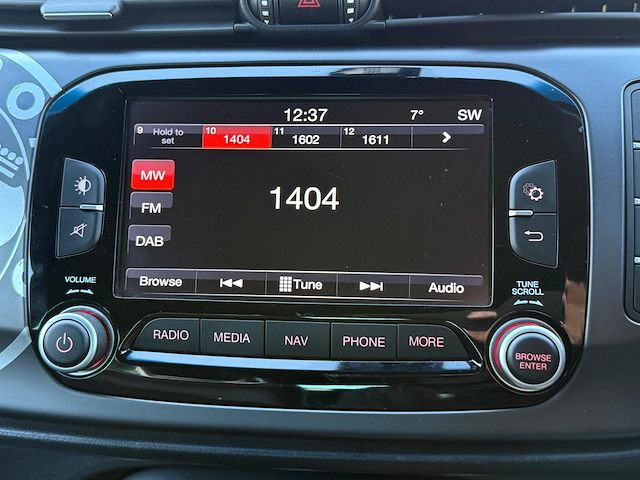 12:37 7° SW
9 Hold to set 10 1404 11 1602 12 1611
MW
1404
FM
DAB
Browse Tune Audio
VOLUME
TUNE SCROLL
RADIO MEDIA NAV PHONE MORE
BROWSE ENTER